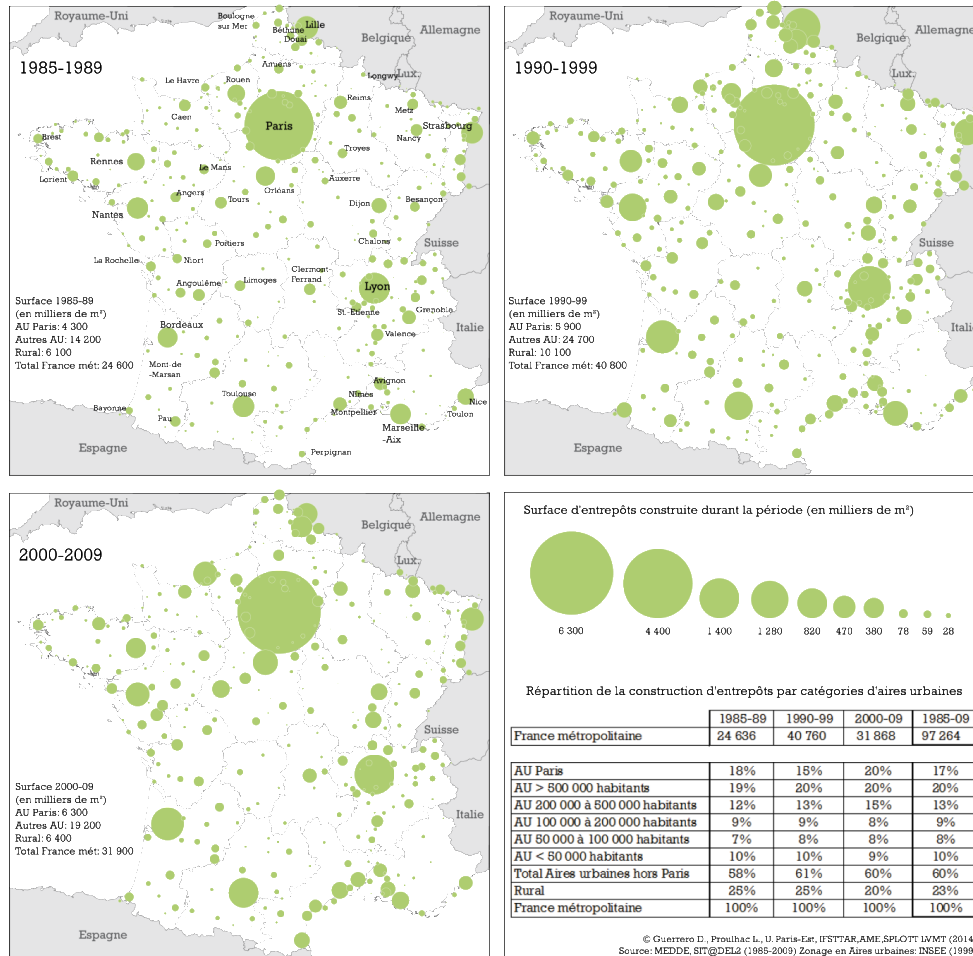 Royaume-Uni
Boulogne
sur Mer
Lille
Béthune
Douai
Belgique
Allemagne
1985-1989
Amiens
Longwy
Lux.
Le Havre
Rouen
Reims
Metz
Caen
Paris
Strasbourg
Brest
Nancy
Troyes
Rennes
Le Mans
Lorient
Auxerre
Orléans
Angers
Tours
Dijon
Besançon
Nantes
Poitiers
Chalons
Suisse
La Rochelle
Niort
Clermont-
Ferrand
Angoulême
Limoges
Lyon
Surface 1985-89
(en milliers de m²)
AU Paris: 4 300
Autres AU: 14 200
Rural: 6 100
Total France mét: 24 600
St.-Etienne
Grenoble
Bordeaux
Valence
Italie
Mont-de
-Marsan
Avignon
Toulouse
Nîmes
Nice
Bayonne
Montpellier
Toulon
Pau
Marseille
-Aix
Espagne
Perpignan
Royaume-Uni
Allemagne
Belgique
1990-1999
Lux.
Suisse
Surface 1990-99
(en milliers de m²)
AU Paris: 5 900
Autres AU: 24 700
Rural: 10 100
Total France mét: 40 800
Italie
Espagne
Royaume-Uni
Allemagne
Belgique
2000-2009
Lux.
Suisse
Surface 2000-09
(en milliers de m²)
AU Paris: 6 300
Autres AU: 19 200
Rural: 6 400
Total France mét: 31 900
Italie
Espagne
Surface d'entrepôts construite durant la période (en milliers de m²)
6 300 4 400 1 400 1 280 820 470 380 78 59 28
Répartition de la construction d'entrepôts par catégories d'aires urbaines
1985-89 1990-99 2000-09 1985-09
France métropolitaine 24 636 40 760 31 868 97 264
AU Paris 18% 15% 20% 17%
AU > 500 000 habitants 19% 20% 20% 20%
AU 200 000 à 500 000 habitants 12% 13% 15% 13%
AU 100 000 à 200 000 habitants 9% 9% 8% 9%
AU 50 000 à 100 000 habitants 7% 8% 8% 8%
AU < 50 000 habitants 10% 10% 9% 10%
Total Aires urbaines hors Paris 58% 61% 60% 60%
Rural 25% 25% 20% 23%
France métropolitaine 100% 100% 100% 100%
© Guerrero D., Proulhac L., U. Paris-Est, IFSTTAR,AME,SPLOTT LVMT (2014
Source: MEDDE, SIT@DEL2 (1985-2009) Zonage en Aires urbaines: INSEE (1999